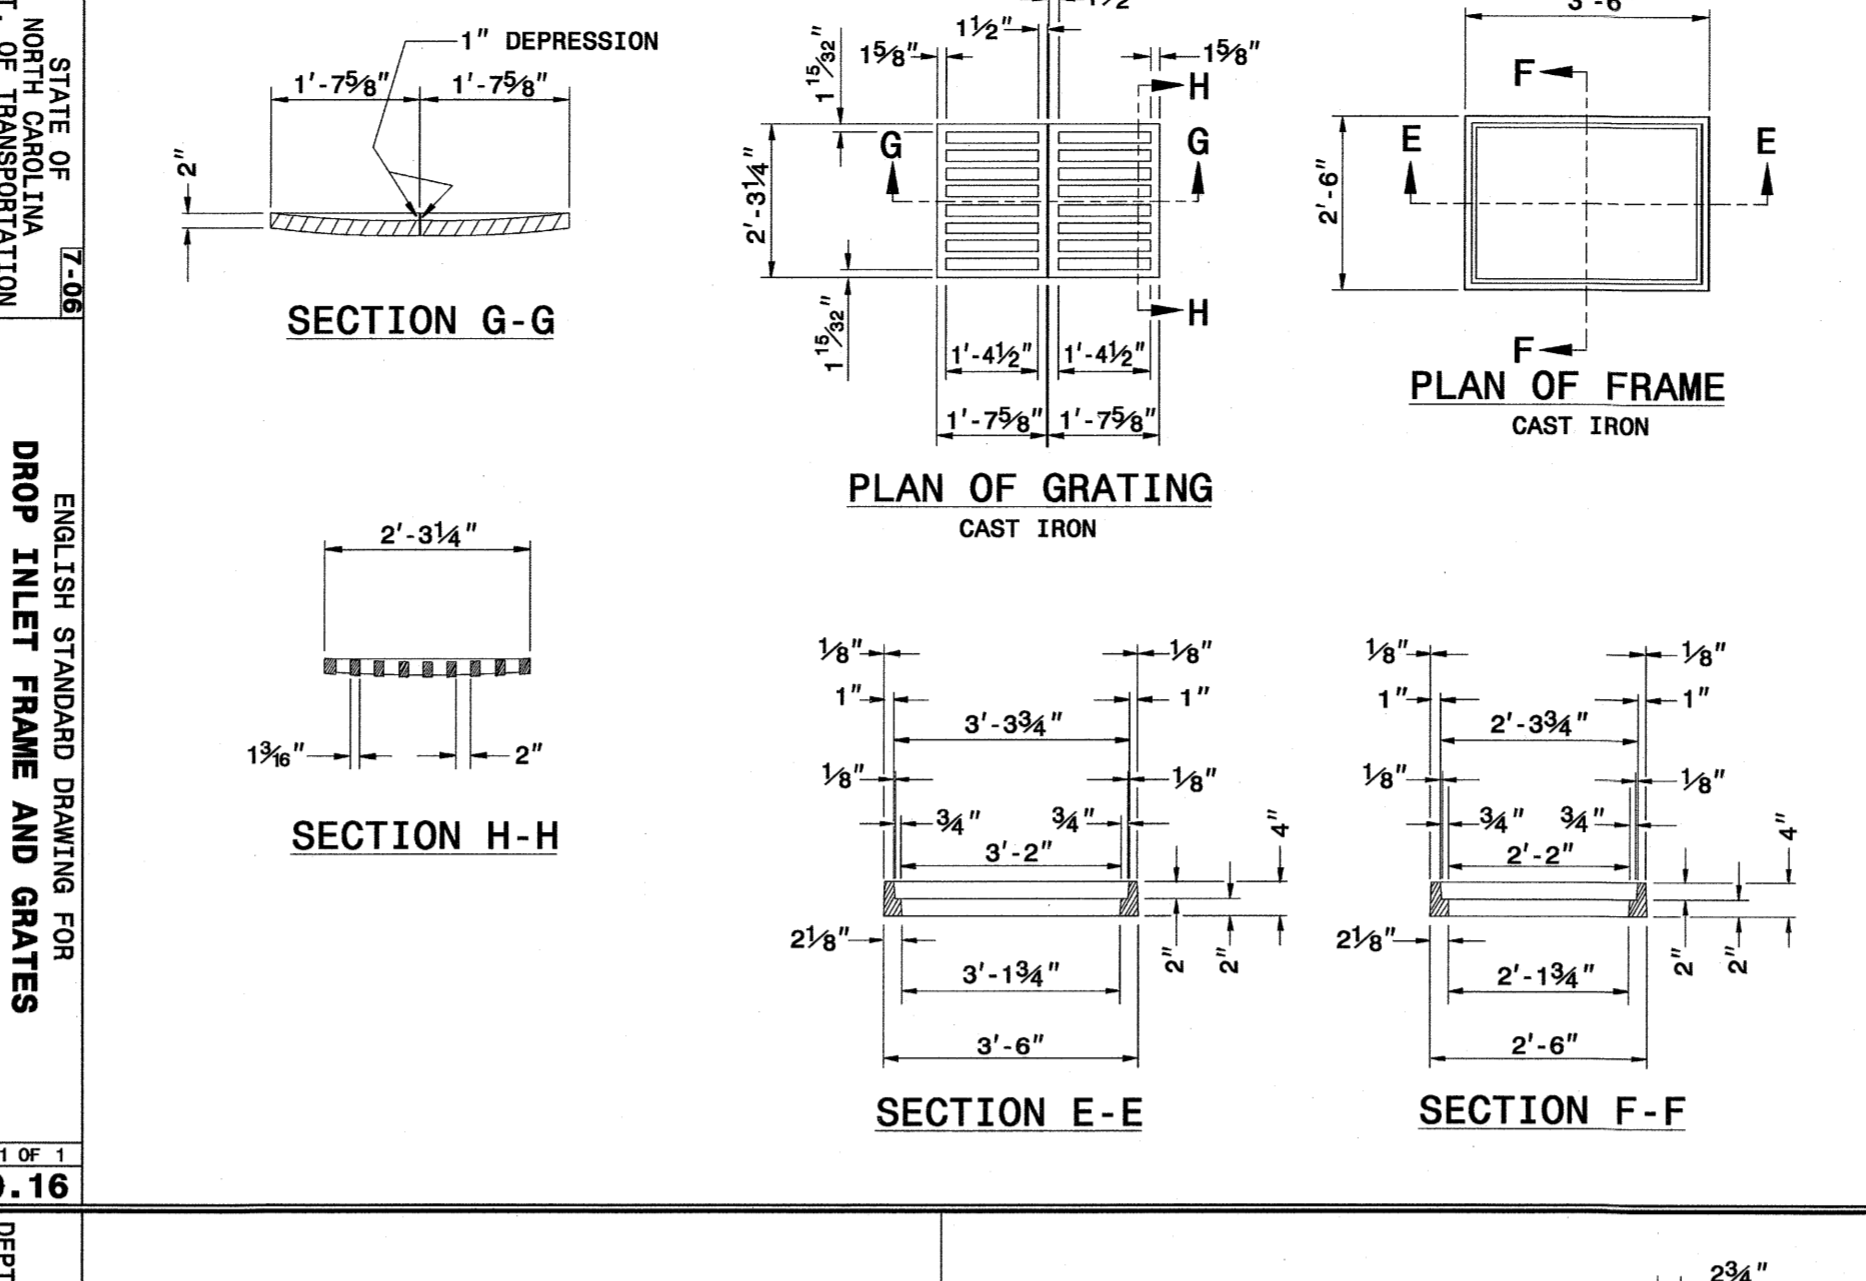 1" DEPRESSION
1'-7⅝" 1'-7⅝"
2"
SECTION G-G
1½"
1⅝" 1⅝"
1 15/32"
H
G G
2'-3¼"
1 15/32"
H
1'-4½" 1'-4½"
1'-7⅝" 1'-7⅝"
PLAN OF GRATING
CAST IRON
3'-6
F
E E
2'-6"
F
PLAN OF FRAME
CAST IRON
2'-3¼"
1 3/16" 2"
SECTION H-H
⅛" ⅛"
1" 1"
3'-3¾"
⅛" ⅛"
¾" ¾"
4"
3'-2"
2⅛" 2" 2"
3'-1¾"
3'-6"
SECTION E-E
⅛" ⅛"
1" 1"
2'-3¾"
⅛" ⅛"
¾" ¾"
4"
2'-2"
2⅛" 2" 2"
2'-1¾"
2'-6"
SECTION F-F
STATE OF
NORTH CAROLINA
T. OF TRANSPORTATION
7-06
ENGLISH STANDARD DRAWING FOR
DROP INLET FRAME AND GRATES
1 OF 1
.16
DEPT
2¾"